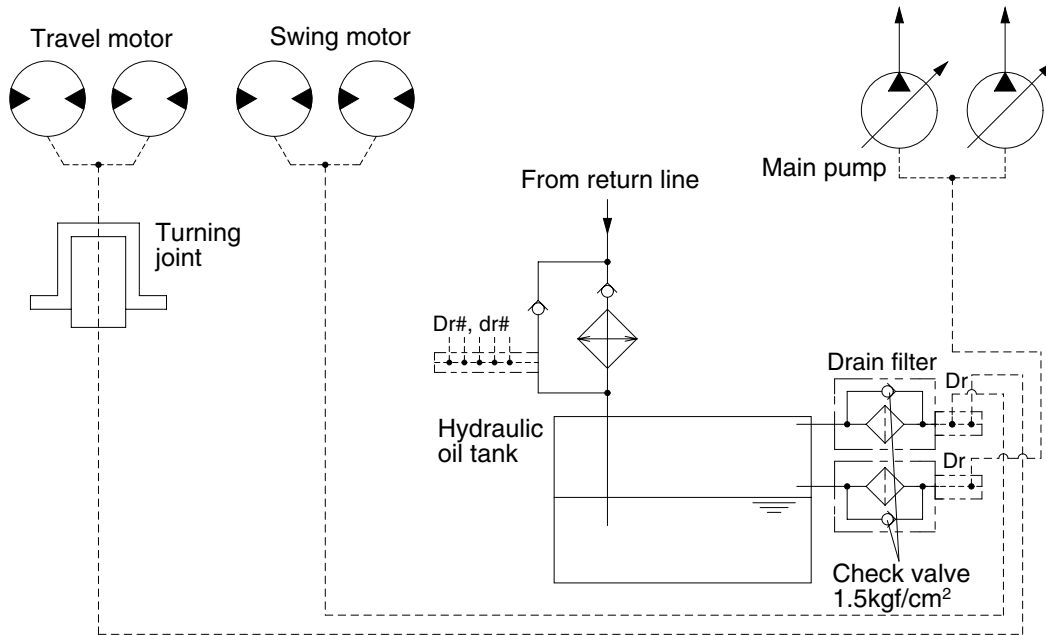 Travel motor
Swing motor
Main pump
From return line
Turning
joint
Dr#, dr#
Drain filter
Dr
Hydraulic
oil tank
Dr
Check valve
1.5kgf/cm²